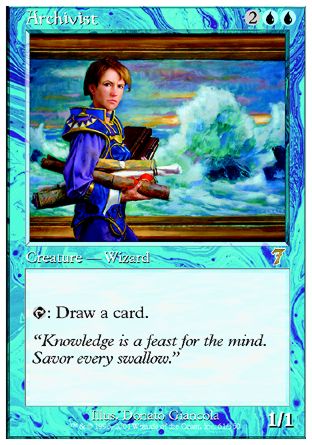 Archivist 2
Creature — Wizard
: Draw a card.
“Knowledge is a feast for the mind.
Savor every swallow.”
Illus. Donato Giancola
1/1